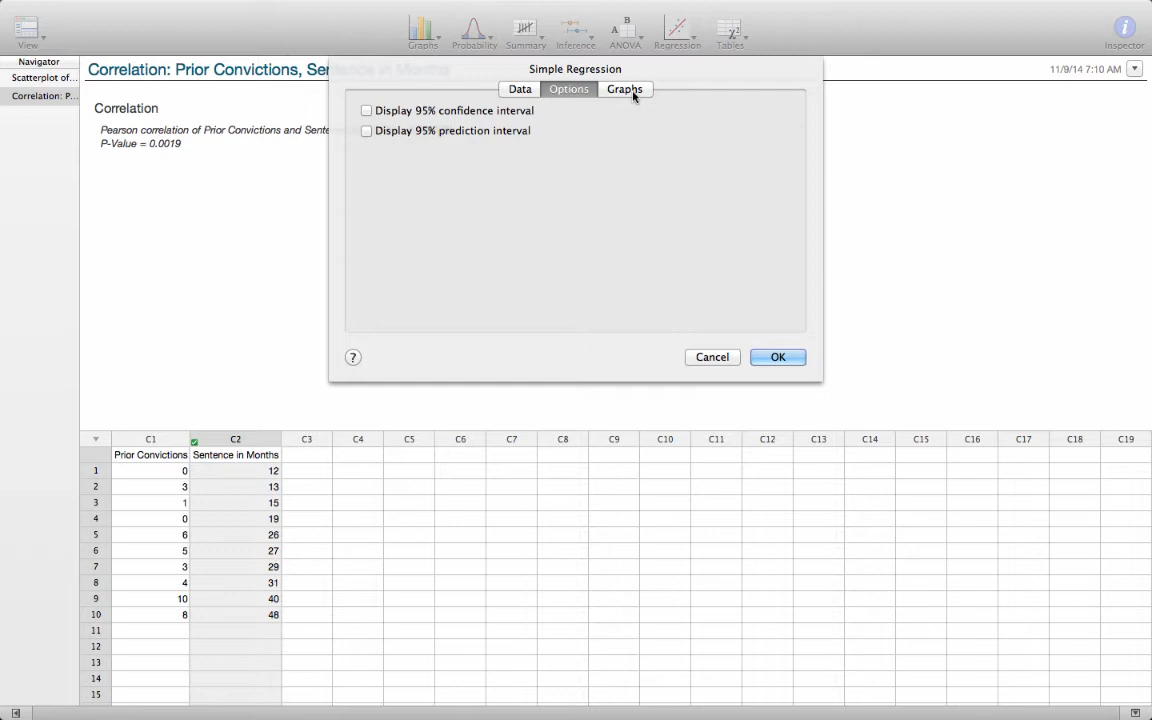 View
Graphs
Probability
Summary
Inference
ANOVA
Regression
Tables
Inspector
Navigator
Scatterplot of...
Correlation: P...
Correlation: Prior Convictions, Sentence in Months
11/9/14 7:10 AM
Correlation
Pearson correlation of Prior Convictions and Sente
P-Value = 0.0019
Simple Regression
Data Options Graphs
Display 95% confidence interval
Display 95% prediction interval
? Cancel OK
C1 C2 C3 C4 C5 C6 C7 C8 C9 C10 C11 C12 C13 C14 C15 C16 C17 C18 C19
Prior Convictions Sentence in Months
1 0 12
2 3 13
3 1 15
4 0 19
5 6 26
6 5 27
7 3 29
8 4 31
9 10 40
10 8 48
11
12
13
14
15